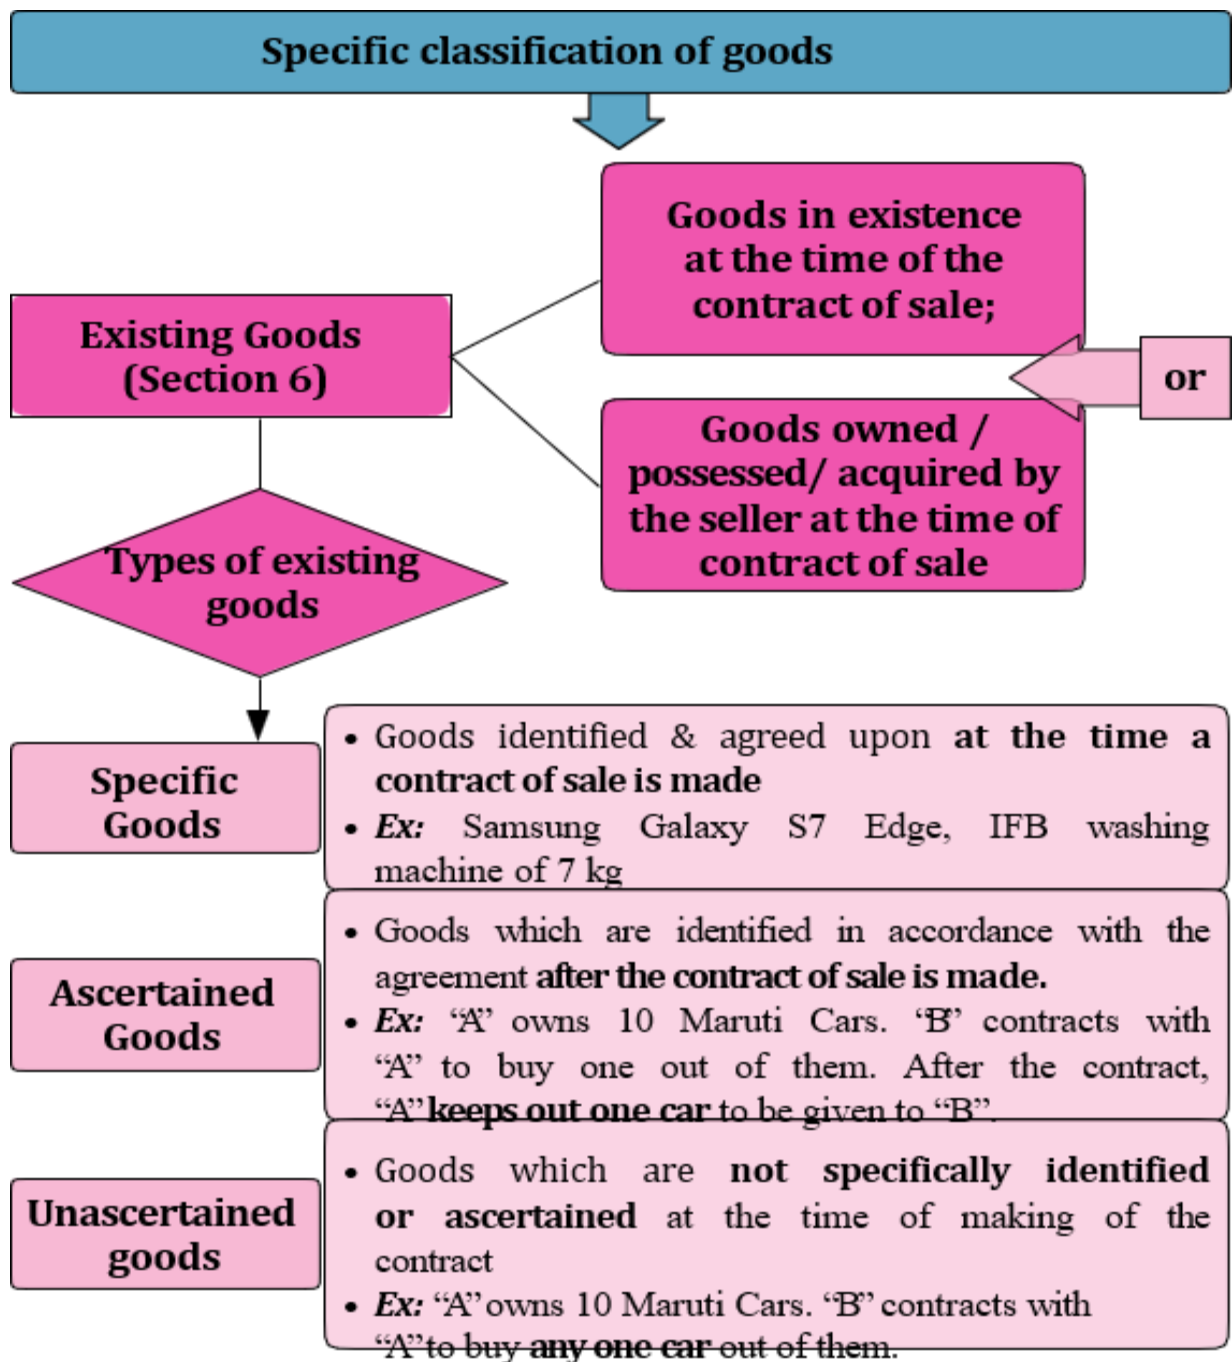 Specific classification of goods
Goods in existence
at the time of the
contract of sale;
Existing Goods
(Section 6)
or
Goods owned /
possessed/ acquired by
the seller at the time of
contract of sale
Types of existing
goods
Specific
Goods
• Goods identified & agreed upon at the time a
contract of sale is made
• Ex: Samsung Galaxy S7 Edge, IFB washing
machine of 7 kg
Ascertained
Goods
• Goods which are identified in accordance with the
agreement after the contract of sale is made.
• Ex: “A” owns 10 Maruti Cars. “B” contracts with
“A” to buy one out of them. After the contract,
“A” keeps out one car to be given to “B”.
Unascertained
goods
• Goods which are not specifically identified
or ascertained at the time of making of the
contract
• Ex: “A” owns 10 Maruti Cars. “B” contracts with
“A” to buy any one car out of them.